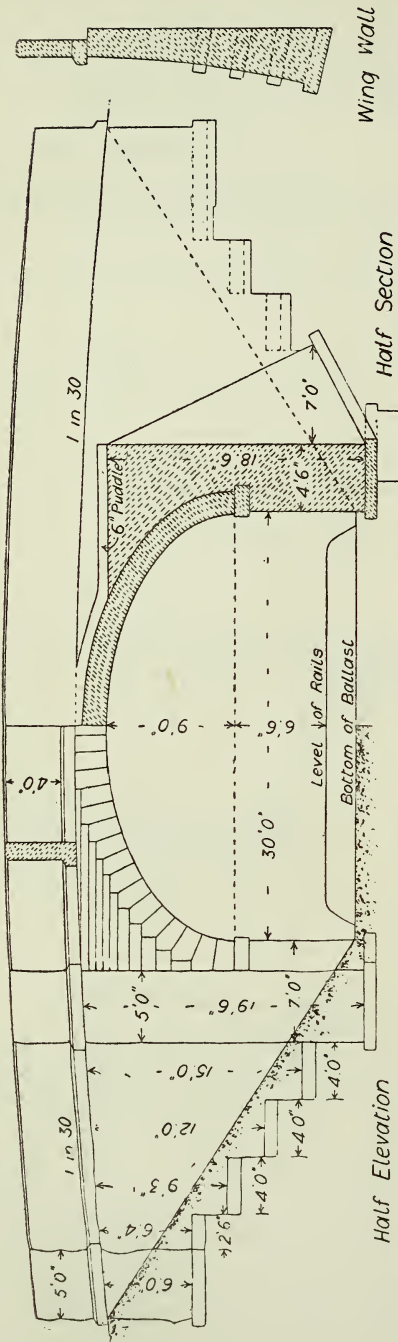 Half Elevation
Half Section
Wing Wall
1 in 30
1 in 30
4'0"
6" Puddle
5'0"
6'0"
6'4"
9'3"
12'0"
15'0"
19'6"
5'0"
7'0"
2'6"
4'0"
4'0"
4'0"
9'0"
6'6"
30'0"
18'6"
4'6"
7'0"
Level of Rails
Bottom of Ballast